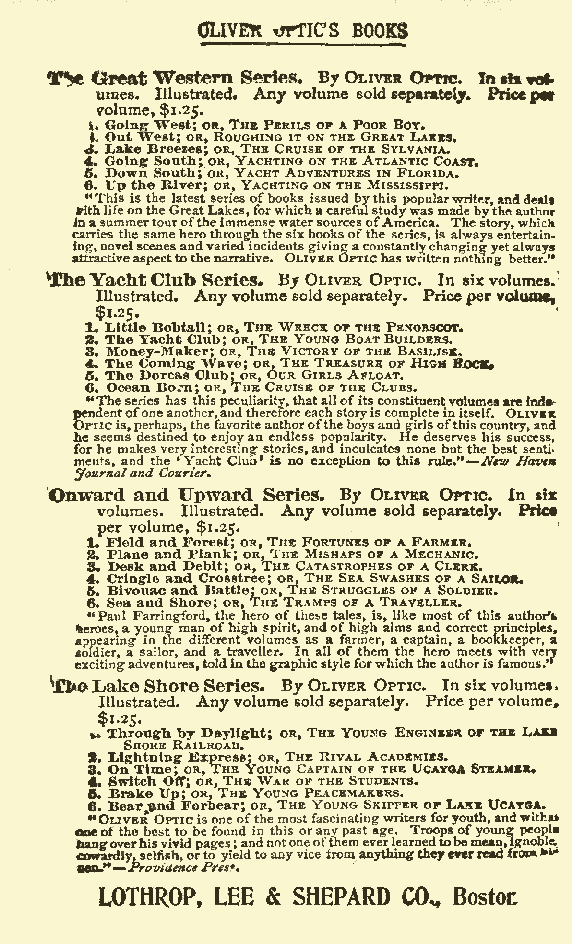 OLIVER OPTIC'S BOOKS
The Great Western Series. By OLIVER OPTIC. In six vol-
umes. Illustrated. Any volume sold separately. Price per
volume, $1.25.
1. Going West; OR, THE PERILS OF A POOR BOY.
2. Out West; OR, ROUGHING IT ON THE GREAT LAKES.
3. Lake Breezes; OR, THE CRUISE OF THE SYLVANIA.
4. Going South; OR, YACHTING ON THE ATLANTIC COAST.
5. Down South; OR, YACHT ADVENTURES IN FLORIDA.
6. Up the River; OR, YACHTING ON THE MISSISSIPPI.
"This is the latest series of books issued by this popular writer, and deals
with life on the Great Lakes, for which a careful study was made by the author
in a summer tour of the immense water sources of America. The story, which
carries the same hero through the six books of the series, is always entertain-
ing, novel scenes and varied incidents giving a constantly changing yet always
attractive aspect to the narrative. OLIVER OPTIC has written nothing better."
The Yacht Club Series. By OLIVER OPTIC. In six volumes.
Illustrated. Any volume sold separately. Price per volume,
$1.25.
1. Little Bobtail; OR, THE WRECK OF THE PENOBSCOT.
2. The Yacht Club; OR, THE YOUNG BOAT BUILDERS.
3. Money-Maker; OR, THE VICTORY OF THE BASILISK.
4. The Coming Wave; OR, THE TREASURE OF HIGH ROCK.
5. The Dorcas Club; OR, OUR GIRLS AFLOAT.
6. Ocean Born; OR, THE CRUISE OF THE CLUBS.
"The series has this peculiarity, that all of its constituent volumes are inde-
pendent of one another, and therefore each story is complete in itself. OLIVER
OPTIC is, perhaps, the favorite author of the boys and girls of this country, and
he seems destined to enjoy an endless popularity. He deserves his success,
for he makes very interesting stories, and inculcates none but the best senti-
ments, and the 'Yacht Club' is no exception to this rule."—New Haven
Journal and Courier.
Onward and Upward Series. By OLIVER OPTIC. In six
volumes. Illustrated. Any volume sold separately. Price
per volume, $1.25.
1. Field and Forest; OR, THE FORTUNES OF A FARMER.
2. Plane and Plank; OR, THE MISHAPS OF A MECHANIC.
3. Desk and Debit; OR, THE CATASTROPHES OF A CLERK.
4. Cringle and Crosstree; OR, THE SEA SWASHES OF A SAILOR.
5. Bivouac and Battle; OR, THE STRUGGLES OF A SOLDIER.
6. Sea and Shore; OR, THE TRAMPS OF A TRAVELLER.
"Paul Farringford, the hero of these tales, is, like most of this author's
heroes, a young man of high spirit, and of high aims and correct principles,
appearing in the different volumes as a farmer, a captain, a bookkeeper, a
soldier, a sailor, and a traveller. In all of them the hero meets with very
exciting adventures, told in the graphic style for which the author is famous."
The Lake Shore Series. By OLIVER OPTIC. In six volumes.
Illustrated. Any volume sold separately. Price per volume,
$1.25.
1. Through by Daylight; OR, THE YOUNG ENGINEER OF THE LAKE
SHORE RAILROAD.
2. Lightning Express; OR, THE RIVAL ACADEMIES.
3. On Time; OR, THE YOUNG CAPTAIN OF THE UCAYGA STEAMER.
4. Switch Off; OR, THE WAR OF THE STUDENTS.
5. Brake Up; OR, THE YOUNG PEACEMAKERS.
6. Bear and Forbear; OR, THE YOUNG SKIPPER OF LAKE UCAYGA.
"OLIVER OPTIC is one of the most fascinating writers for youth, and withal
one of the best to be found in this or any past age. Troops of young people
hang over his vivid pages; and not one of them ever learned to be mean, ignoble,
cowardly, selfish, or to yield to any vice from anything they ever read from his
pen."—Providence Press.
LOTHROP, LEE & SHEPARD CO., Boston